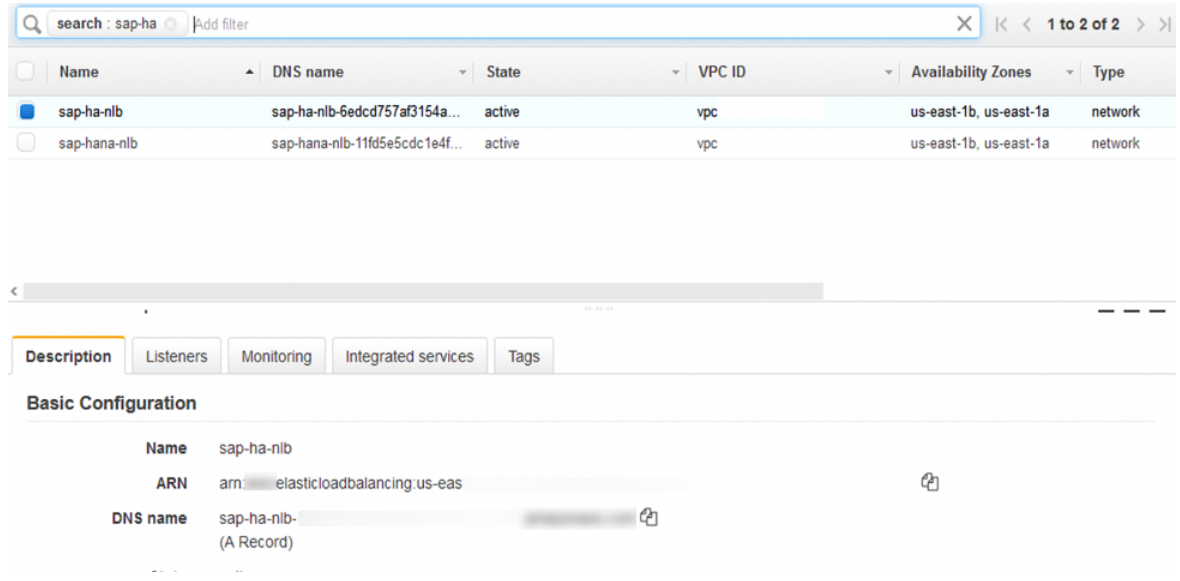 search : sap-ha Add filter 1 to 2 of 2
Name DNS name State VPC ID Availability Zones Type
sap-ha-nlb sap-ha-nlb-6edcd757af3154a... active vpc us-east-1b, us-east-1a network
sap-hana-nlb sap-hana-nlb-11fd5e5cdc1e4f... active vpc us-east-1b, us-east-1a network
Description Listeners Monitoring Integrated services Tags
Basic Configuration
Name sap-ha-nlb
ARN arn: elasticloadbalancing:us-eas
DNS name sap-ha-nlb-
(A Record)